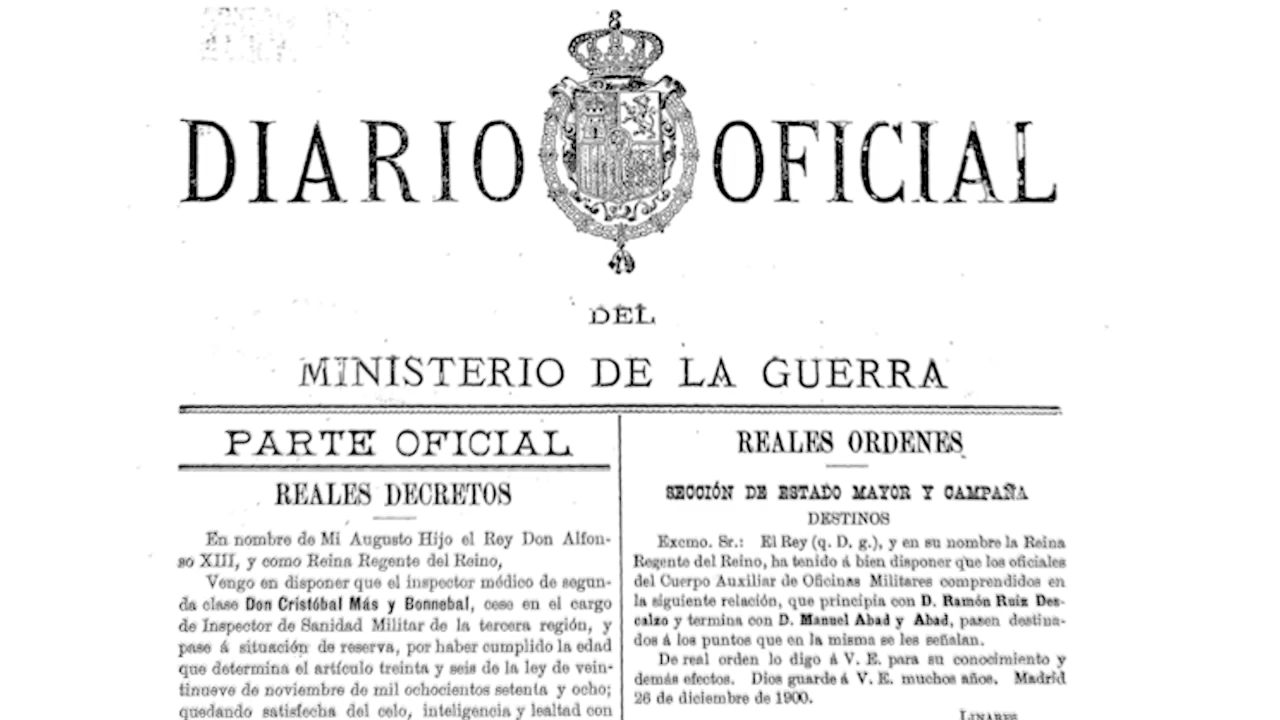 DIARIO OFICIAL
DEL
MINISTERIO DE LA GUERRA
PARTE OFICIAL
REALES DECRETOS
En nombre de Mi Augusto Hijo el Rey Don Alfon-
so XIII, y como Reina Regente del Reino,
Vengo en disponer que el inspector médico de segun-
da clase Don Cristóbal Más y Bonnebal, cese en el cargo
de Inspector de Sanidad Militar de la tercera región, y
pase á situación de reserva, por haber cumplido la edad
que determina el artículo treinta y seis de la ley de vein-
tinueve de noviembre de mil ochocientos setenta y ocho;
quedando satisfecha del celo, inteligencia y lealtad con
REALES ORDENES
SECCIÓN DE ESTADO MAYOR Y CAMPAÑA
DESTINOS
Excmo. Sr.: El Rey (q. D. g.), y en su nombre la Reina
Regente del Reino, ha tenido á bien disponer que los oficiales
del Cuerpo Auxiliar de Oficinas Militares comprendidos en
la siguiente relación, que principia con D. Ramón Ruiz Des-
calzo y termina con D. Manuel Abad y Abad, pasen destina-
dos á los puntos que en la misma se les señalan.
De real orden lo digo á V. E. para su conocimiento y
demás efectos. Dios guarde á V. E. muchos años. Madrid
26 de diciembre de 1900.
LINARES